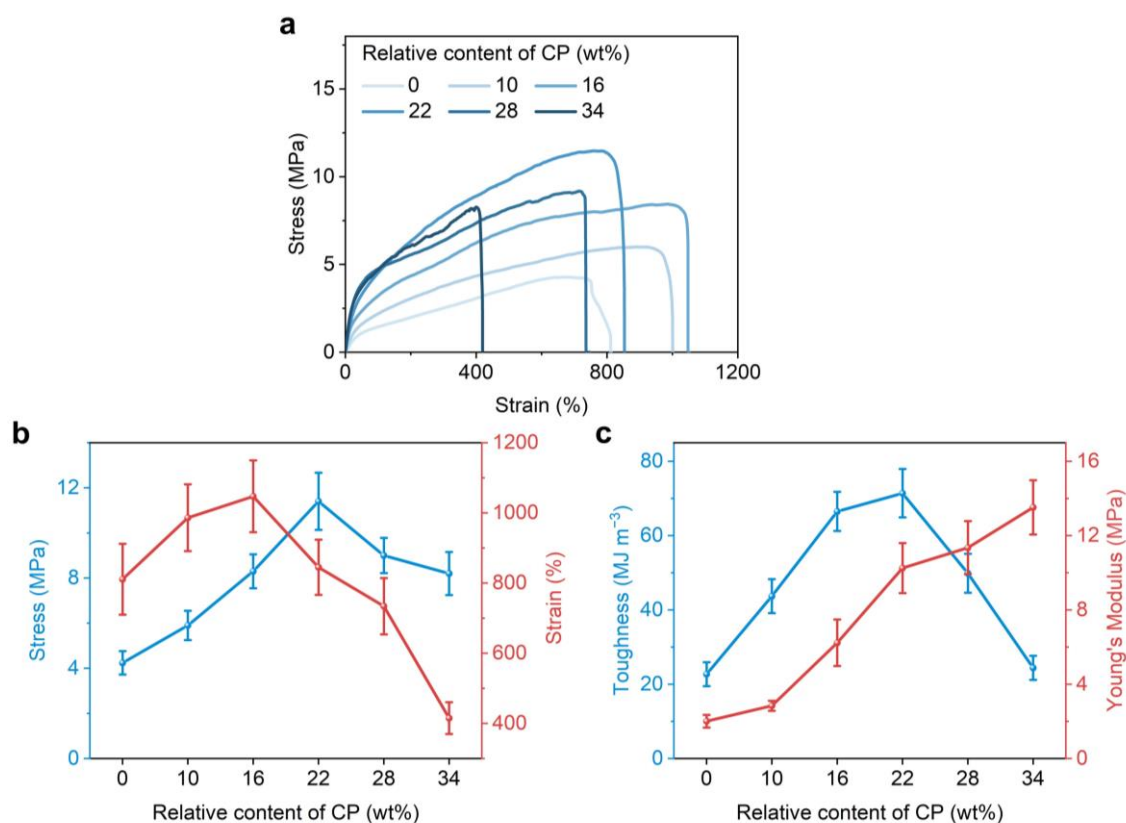 a
Relative content of CP (wt%)
0 10 16
22 28 34
15
10
5
0
Stress (MPa)
0 400 800 1200
Strain (%)
b
12
8
4
0
Stress (MPa)
1200
1000
800
600
400
Strain (%)
0 10 16 22 28 34
Relative content of CP (wt%)
c
80
60
40
20
0
Toughness (MJ m⁻³)
16
12
8
4
0
Young's Modulus (MPa)
0 10 16 22 28 34
Relative content of CP (wt%)